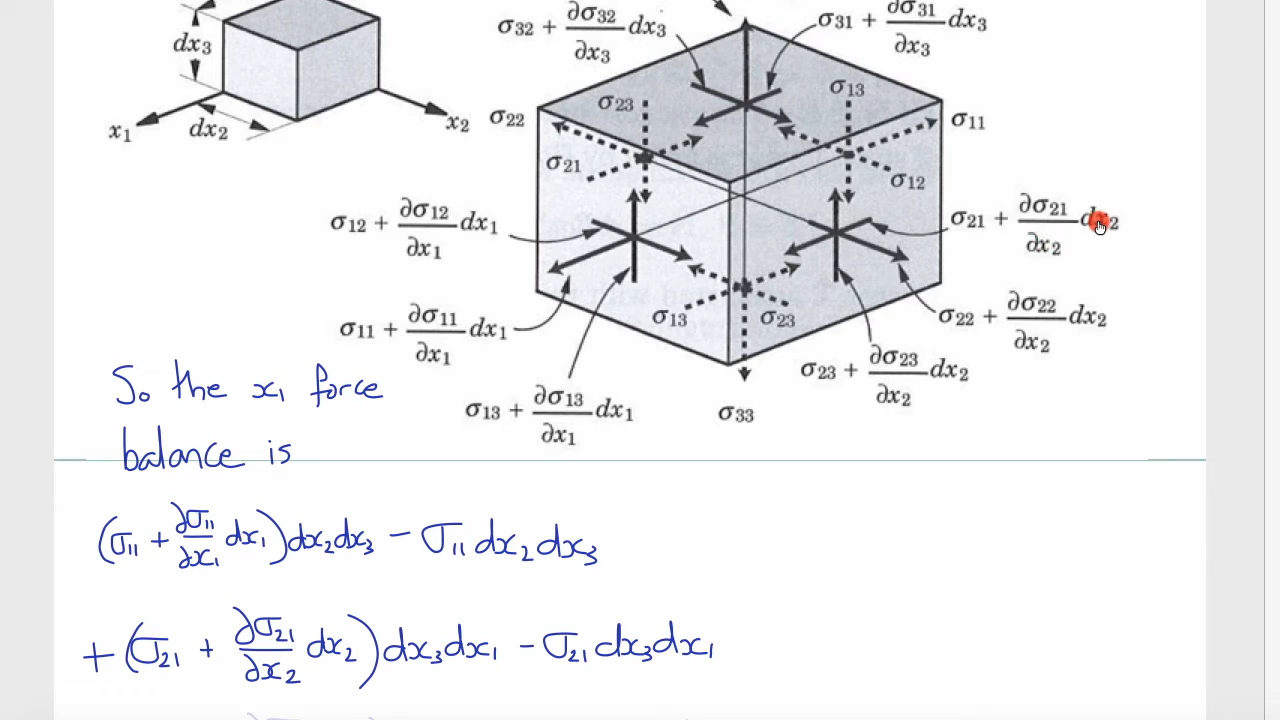 σ32 + ∂σ32/∂x3 dx3
σ31 + ∂σ31/∂x3 dx3
dx3
x1
dx2
x2
σ22
σ23
σ13
σ11
σ21
σ12
σ12 + ∂σ12/∂x1 dx1
σ21 + ∂σ21/∂x2 dx2
σ11 + ∂σ11/∂x1 dx1
σ13
σ23
σ22 + ∂σ22/∂x2 dx2
σ13 + ∂σ13/∂x1 dx1
σ33
σ23 + ∂σ23/∂x2 dx2
So the x1 force
balance is
(σ11 + ∂σ11/∂x1 dx1)dx2dx3 − σ11 dx2dx3
+ (σ21 + ∂σ21/∂x2 dx2)dx3dx1 − σ21 dx3dx1